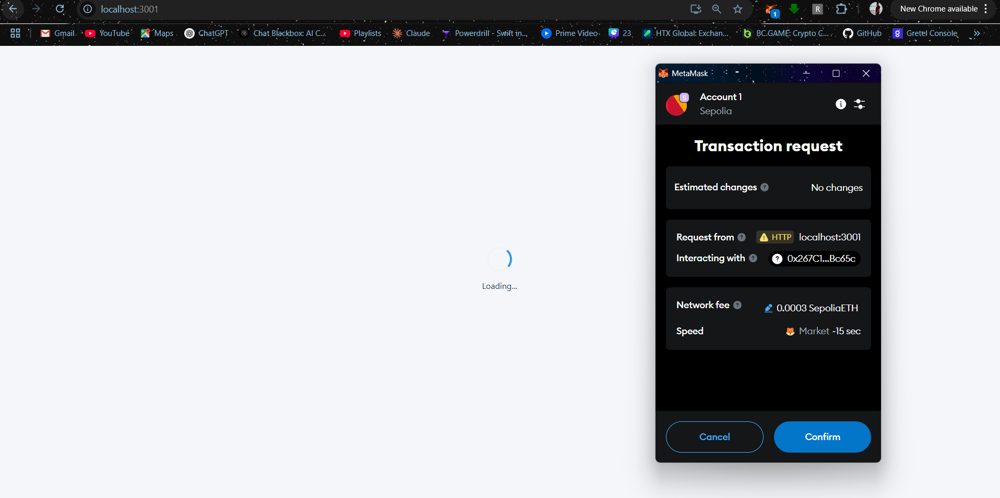 localhost:3001
1
R
New Chrome available
Gmail
YouTube
Maps
ChatGPT
Chat Blackbox: AI C...
Playlists
Claude
Powerdrill - Swift in...
Prime Video
23
HTX Global: Exchan...
BC.GAME: Crypto C...
GitHub
g
Gretel Console
MetaMask
S
Account 1
Sepolia
Transaction request
Estimated changes ? No changes
Request from ? HTTP localhost:3001
Interacting with ? ? 0x267C1...Bc65c
Network fee ? 0.0003 SepoliaETH
Speed Market ~15 sec
Cancel
Confirm
Loading...